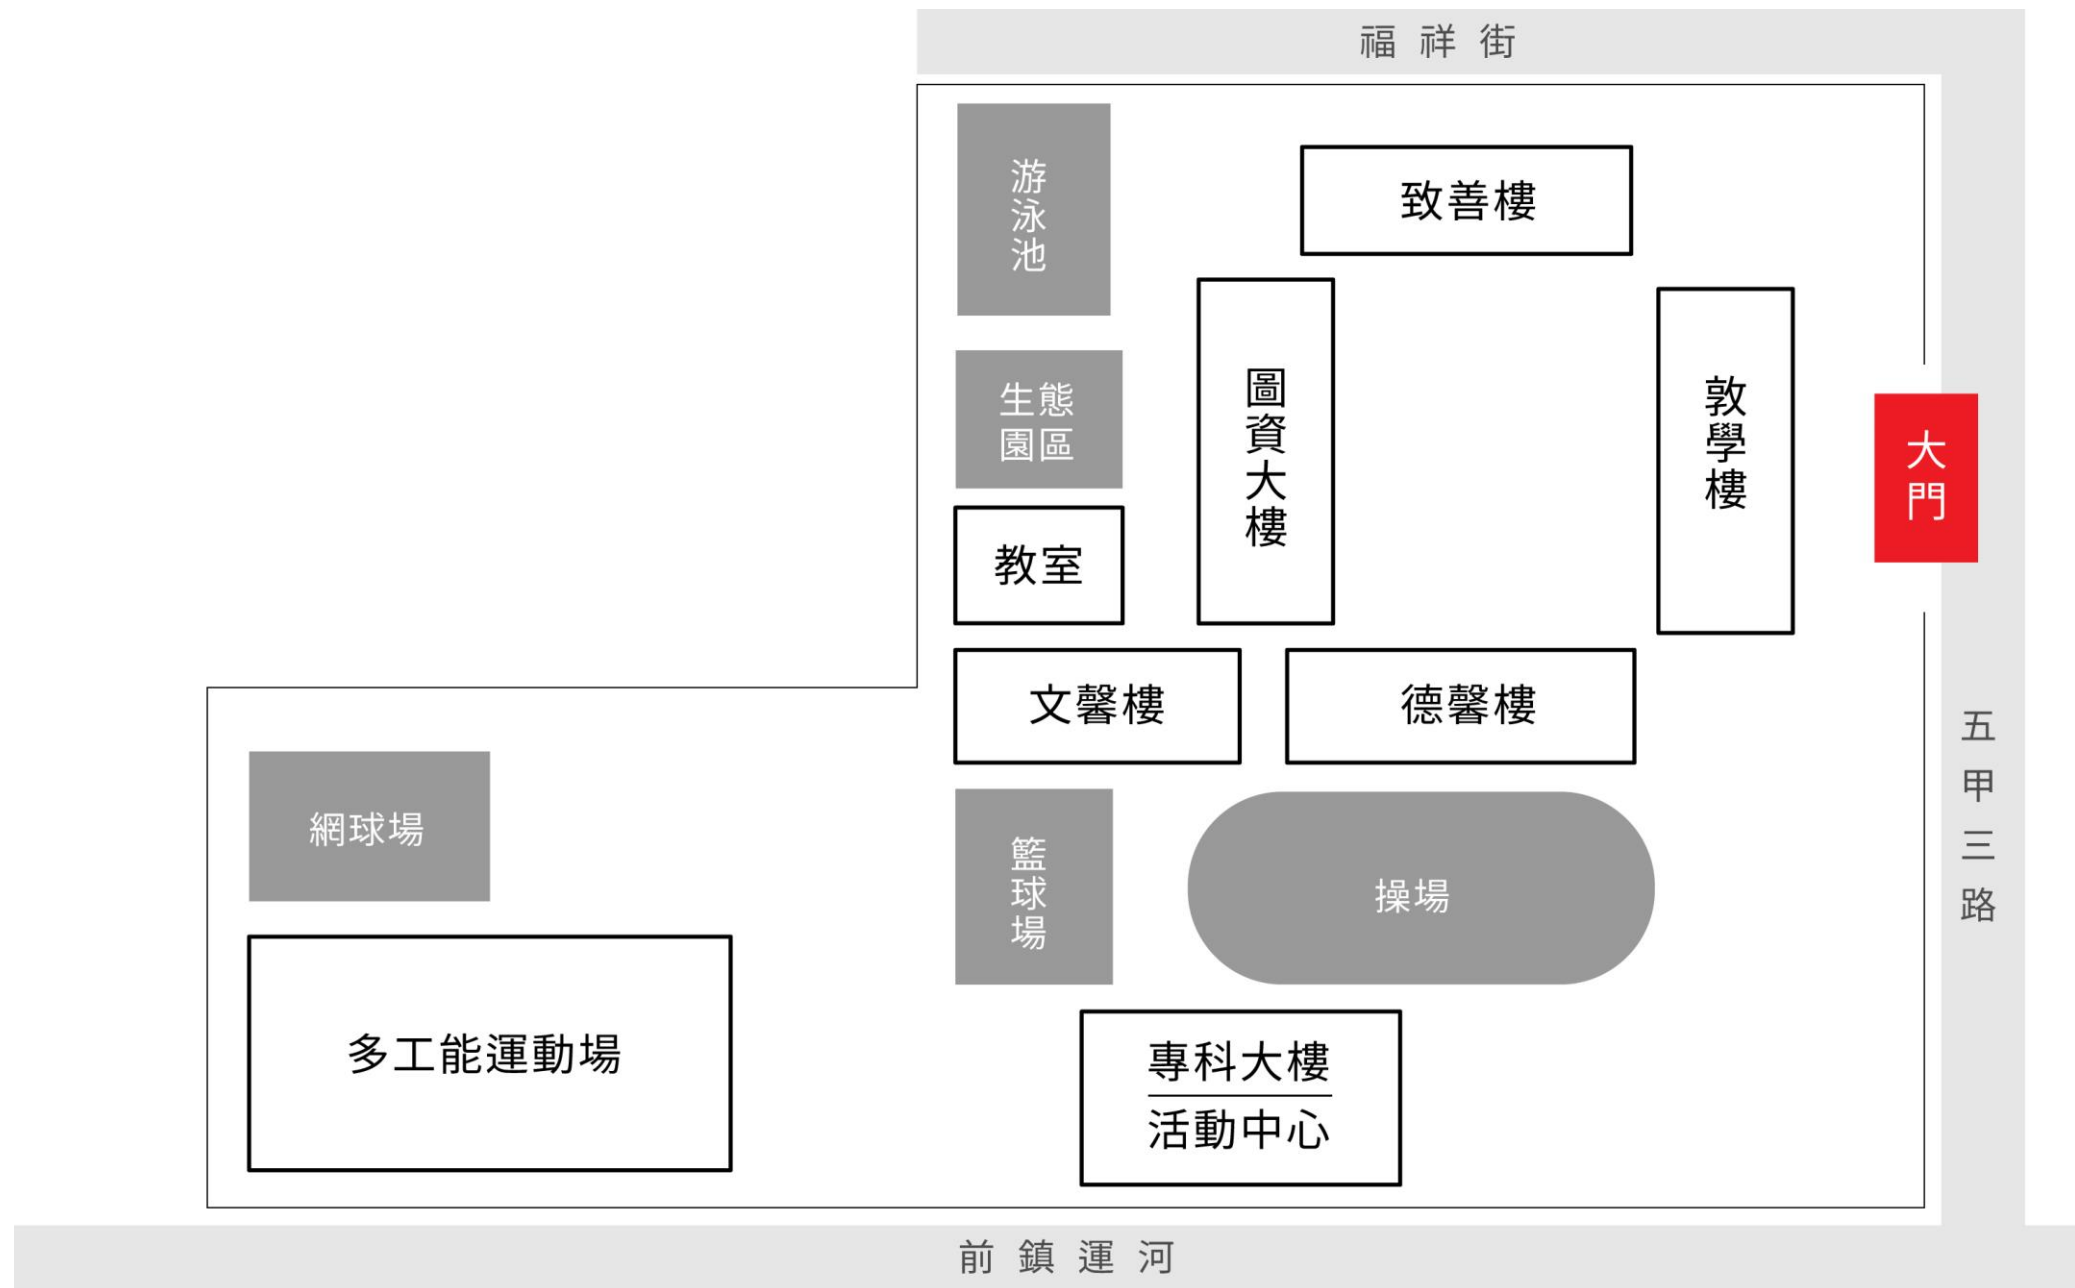 福祥街
游泳池
致善樓
生態
園區
圖資大樓
敦學樓
大門
教室
文馨樓
德馨樓
五甲三路
網球場
籃球場
操場
多工能運動場
專科大樓
活動中心
前鎮運河